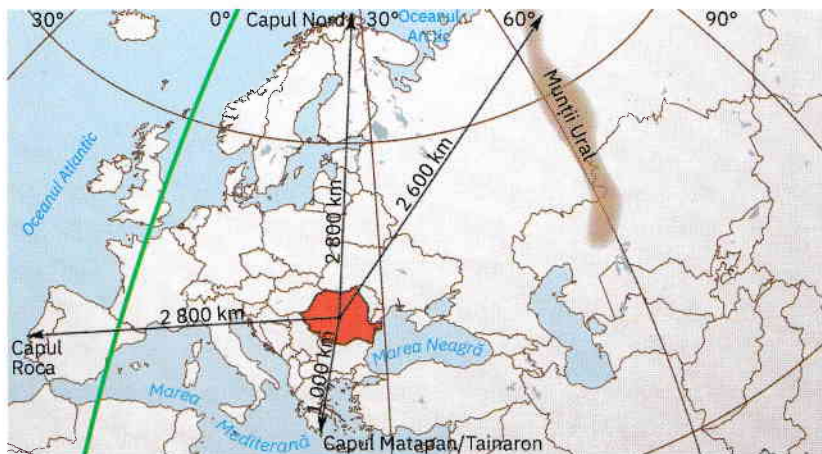 30°
0°
Capul Nord
30°
Oceanul
Arctic
60°
90°
Munții Ural
Oceanul Atlantic
2 600 km
2 800 km
2 800 km
Capul
Roca
1 000 km
Marea Neagră
Marea
Mediterană
Capul Matapan/Tainaron